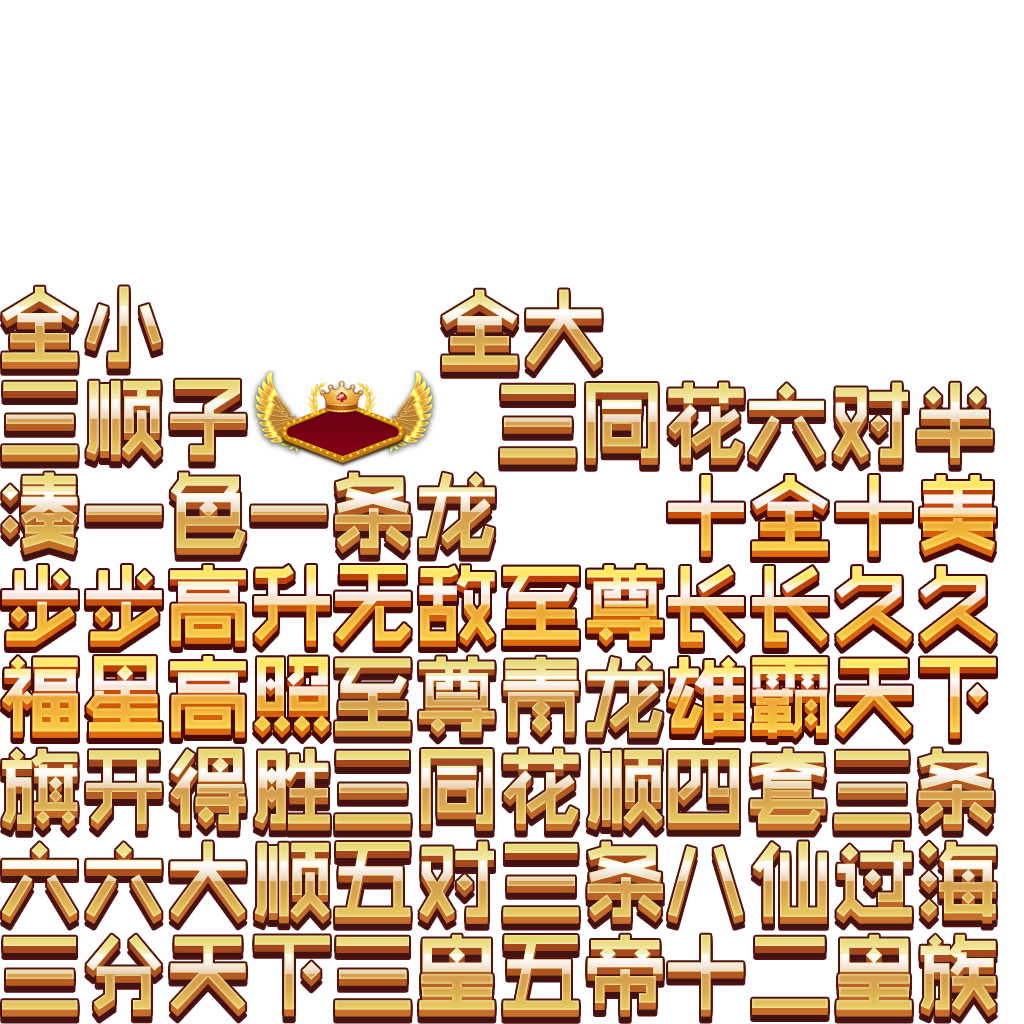 全小 全大
三顺子 三同花六对半
凑一色一条龙 十全十美
步步高升无敌至尊长长久久
福星高照至尊青龙雄霸天下
旗开得胜三同花顺四套三条
六六大顺五对三条八仙过海
三分天下三皇五帝十二皇族